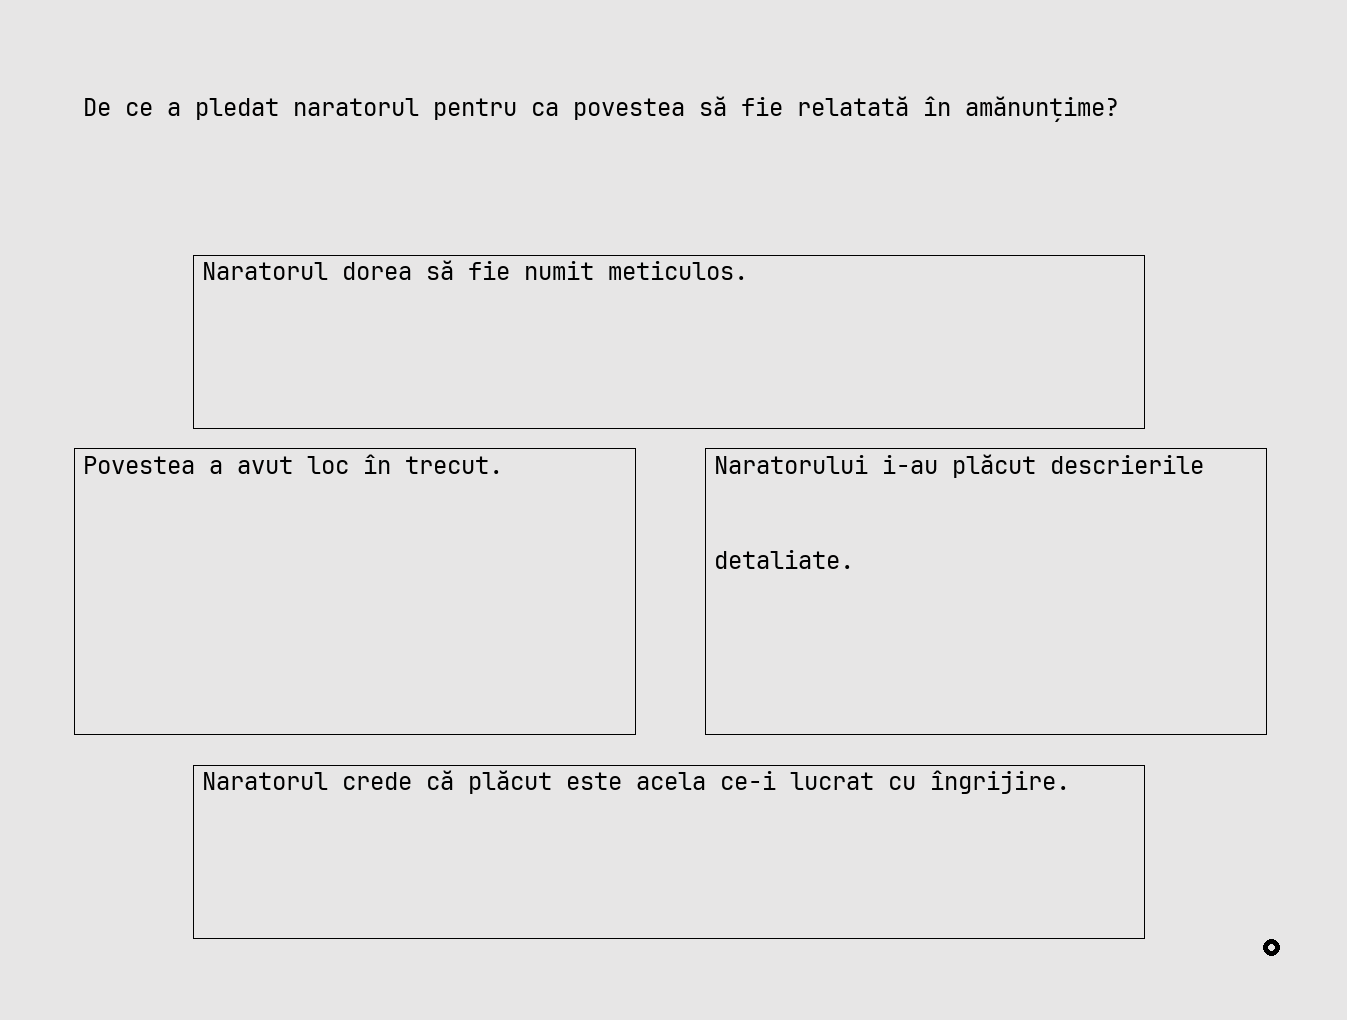 De ce a pledat naratorul pentru ca povestea să fie relatată în amănunțime?
Naratorul dorea să fie numit meticulos.
Povestea a avut loc în trecut.
Naratorului i-au plăcut descrierile
detaliate.
Naratorul crede că plăcut este acela ce-i lucrat cu îngrijire.